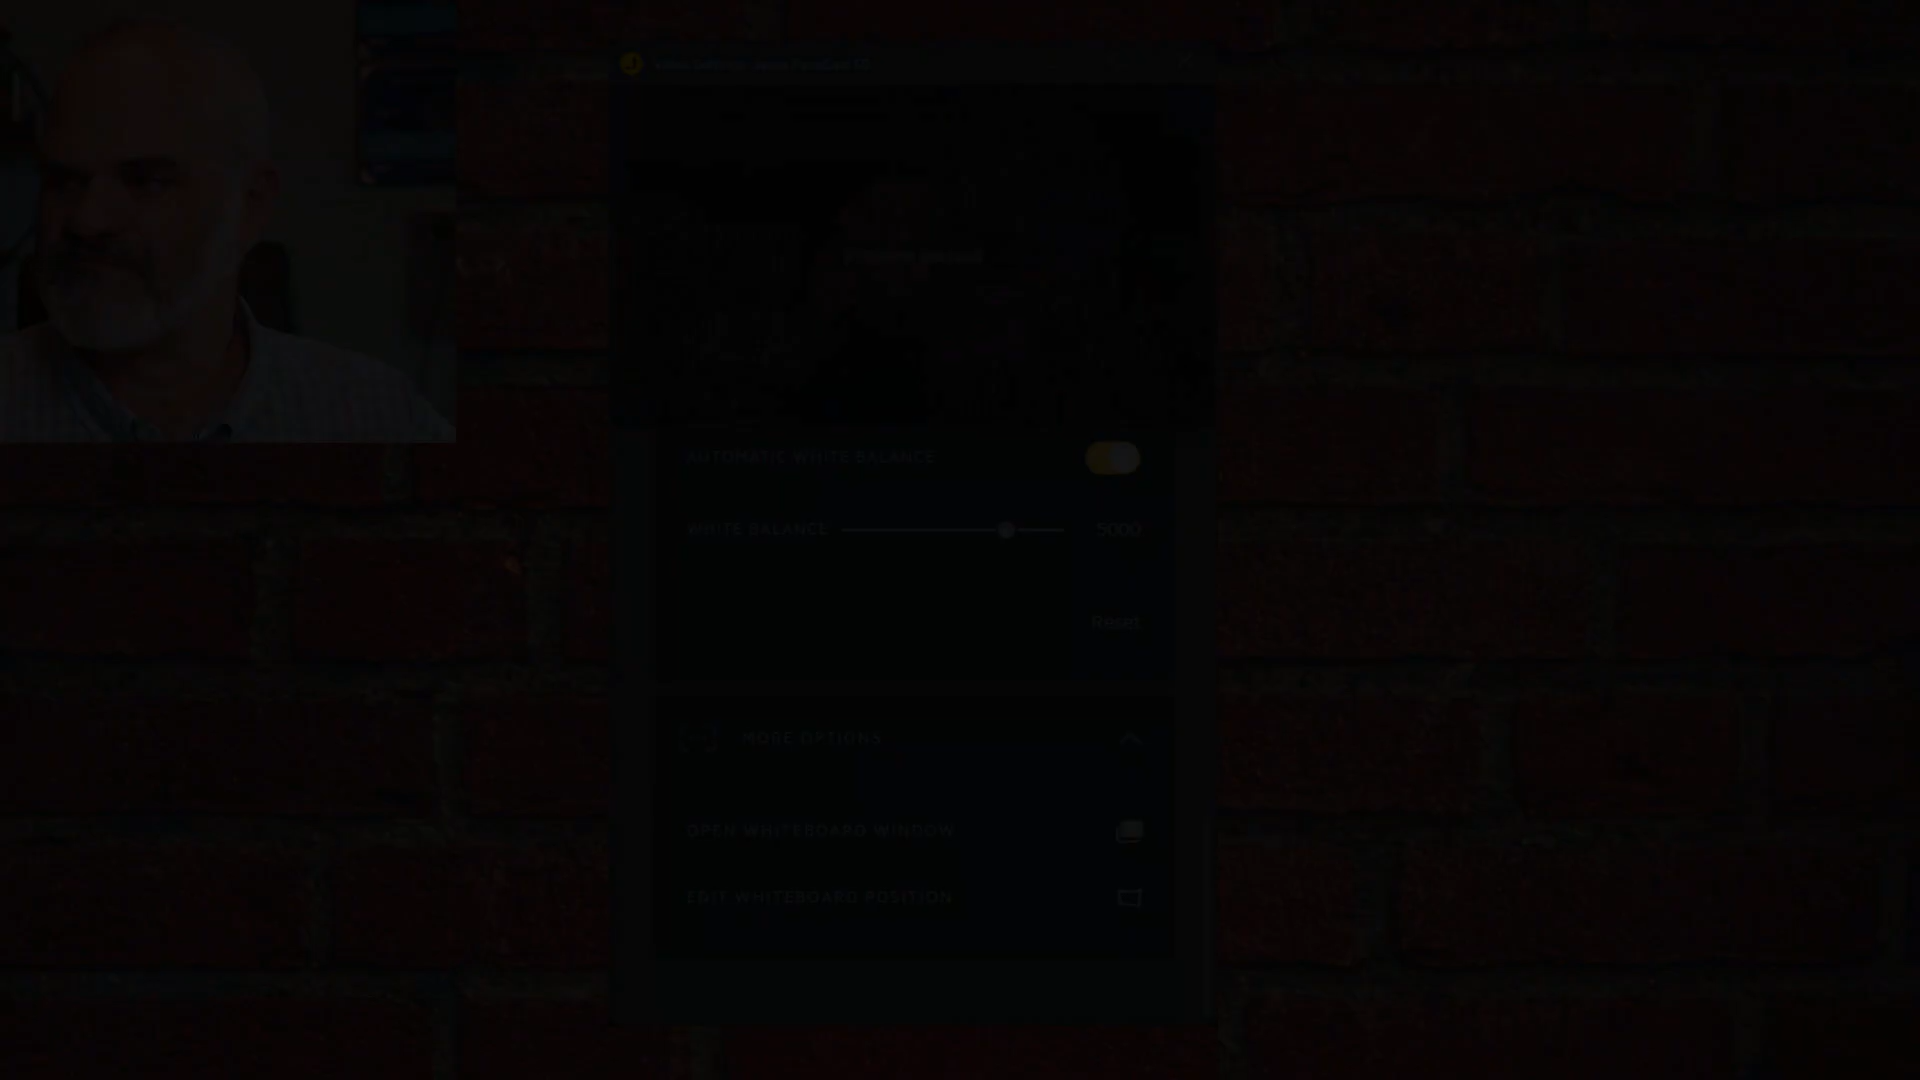 AUTOMATIC WHITE BALANCE
WHITE BALANCE 5000
Reset
MORE OPTIONS
OPEN WHITEBOARD WINDOW
EDIT WHITEBOARD POSITION